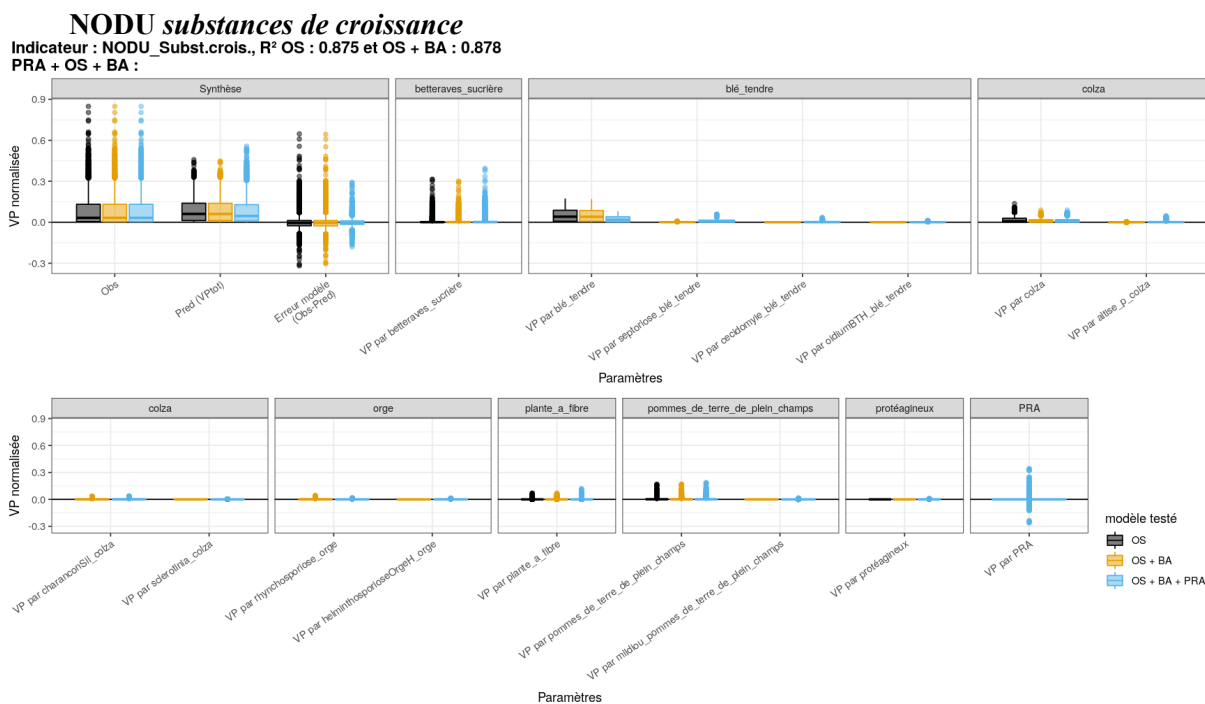 NODU substances de croissance
Indicateur : NODU_Subst.crois., R² OS : 0.875 et OS + BA : 0.878
PRA + OS + BA :
Synthèse
betteraves_sucrière
blé_tendre
colza
0.9
0.6
0.3
0.0
-0.3
VP normalisée
Obs
Pred (VPtot)
Erreur modèle
(Obs-Pred)
VP par betteraves_sucrière
VP par blé_tendre
VP par septoriose_blé_tendre
VP par cecidomyie_blé_tendre
VP par oidiumBTH_blé_tendre
VP par colza
VP par altise_p_colza
Paramètres
colza
orge
plante_a_fibre
pommes_de_terre_de_plein_champs
protéagineux
PRA
0.9
0.6
0.3
0.0
-0.3
VP normalisée
VP par charanconSil_colza
VP par sclerotinia_colza
VP par rhynchosporiose_orge
VP par helminthosporioseOrgeH_orge
VP par plante_a_fibre
VP par pommes_de_terre_de_plein_champs
VP par mildiou_pommes_de_terre_de_plein_champs
VP par protéagineux
VP par PRA
Paramètres
modèle testé
OS
OS + BA
OS + BA + PRA